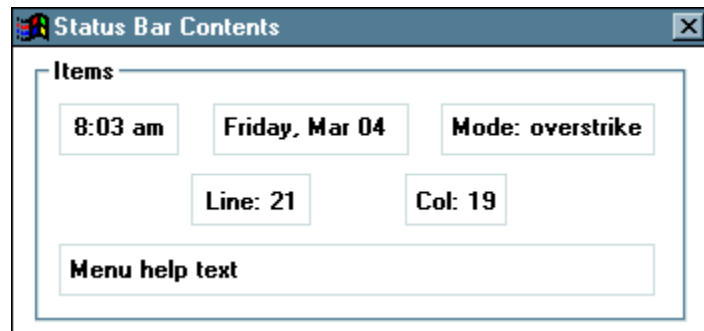 Status Bar Contents
Items
8:03 am Friday, Mar 04 Mode: overstrike
Line: 21 Col: 19
Menu help text